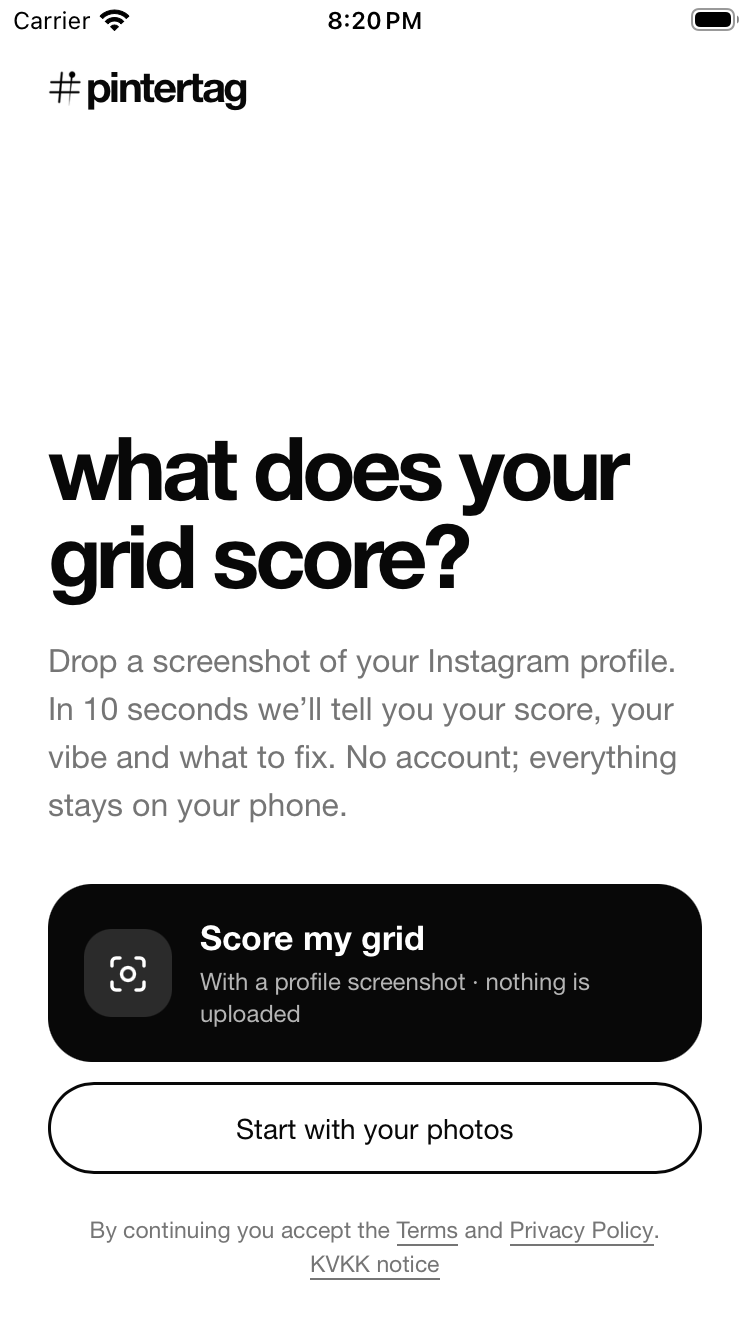 Carrier 8:20 PM
#pintertag
what does your
grid score?
Drop a screenshot of your Instagram profile.
In 10 seconds we’ll tell you your score, your
vibe and what to fix. No account; everything
stays on your phone.
Score my grid
With a profile screenshot · nothing is
uploaded
Start with your photos
By continuing you accept the Terms and Privacy Policy.
KVKK notice